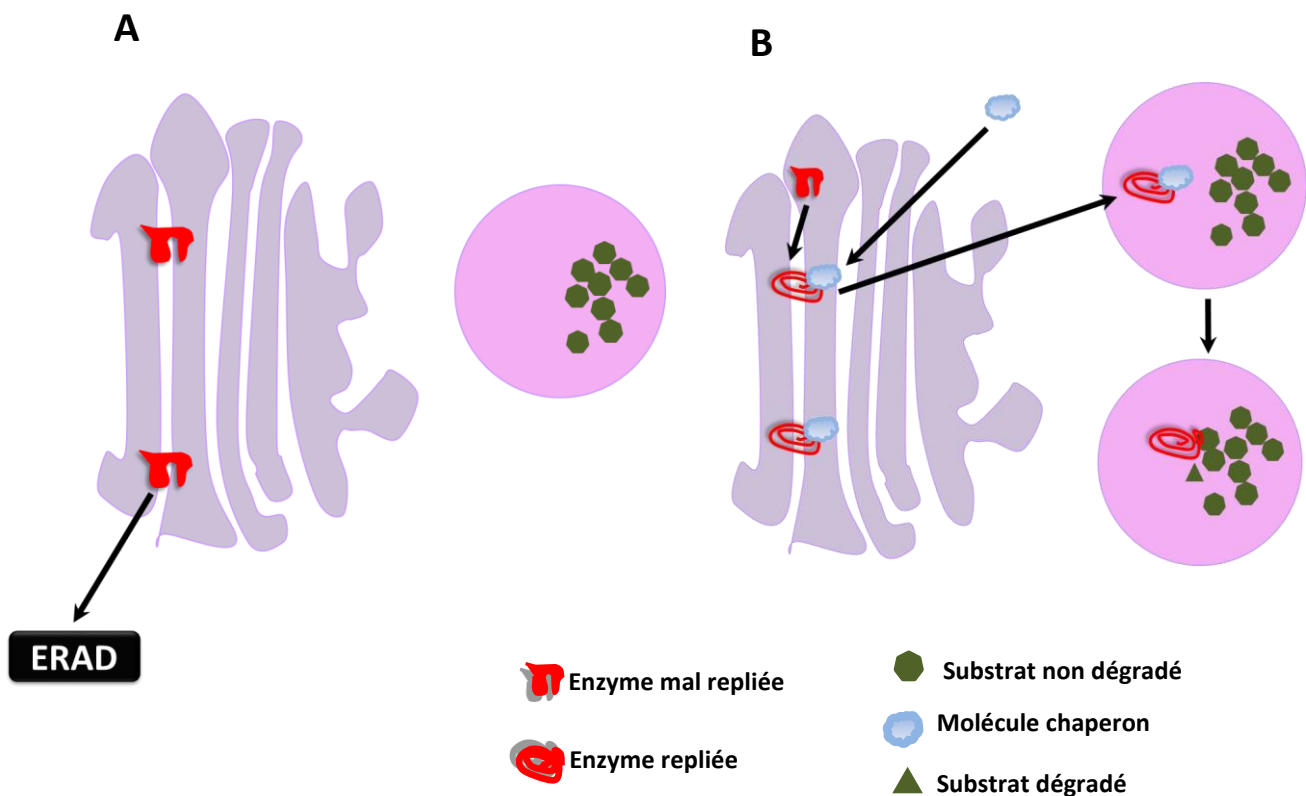 A
B
ERAD
Enzyme mal repliée
Enzyme repliée
Substrat non dégradé
Molécule chaperon
Substrat dégradé